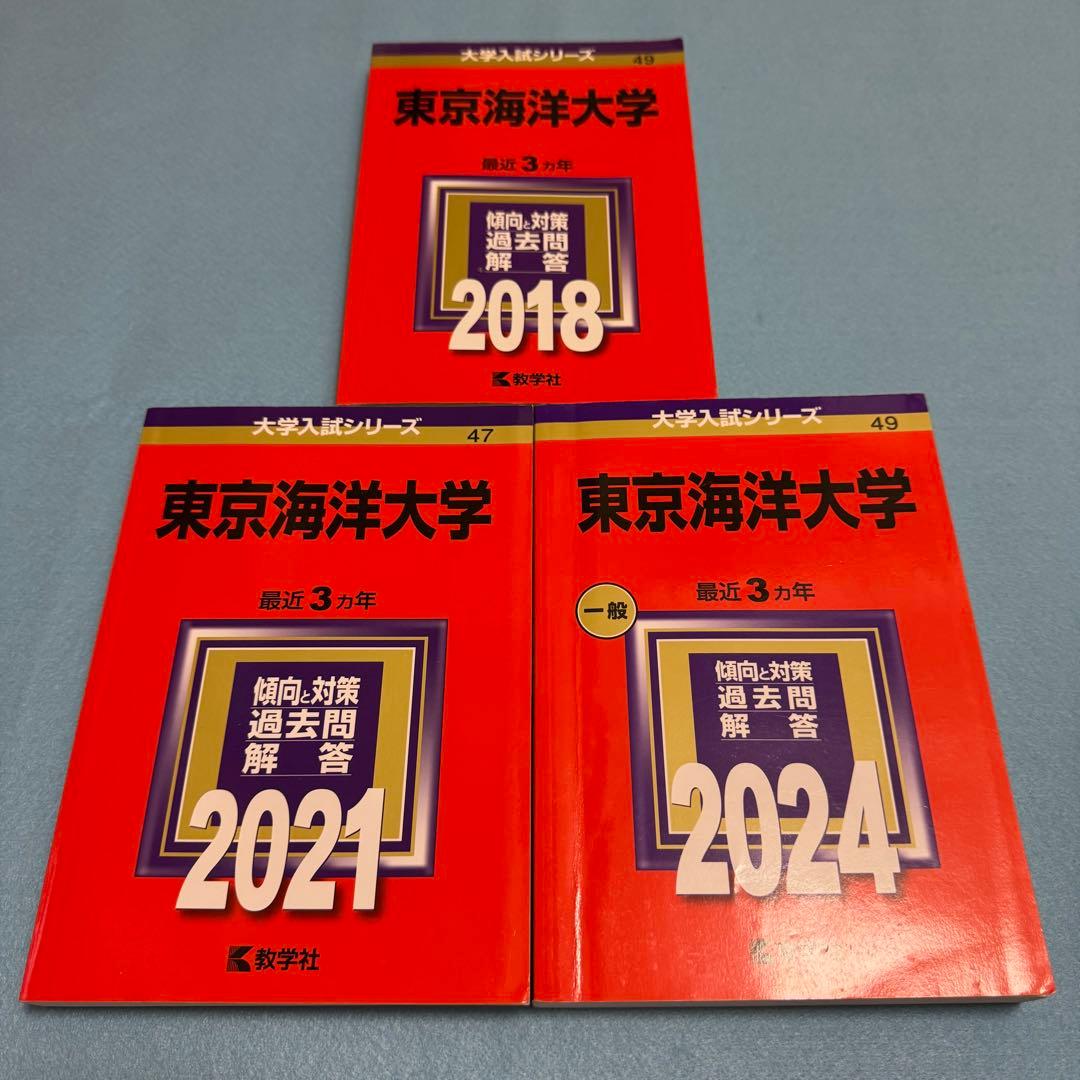 大学入試シリーズ
49
東京海洋大学
最近3カ年
傾向と対策
過去問
解答
2018
教学社
大学入試シリーズ
47
東京海洋大学
最近3カ年
傾向と対策
過去問
解答
2021
教学社
大学入試シリーズ
49
東京海洋大学
最近3カ年
一般
傾向と対策
過去問
解答
2024